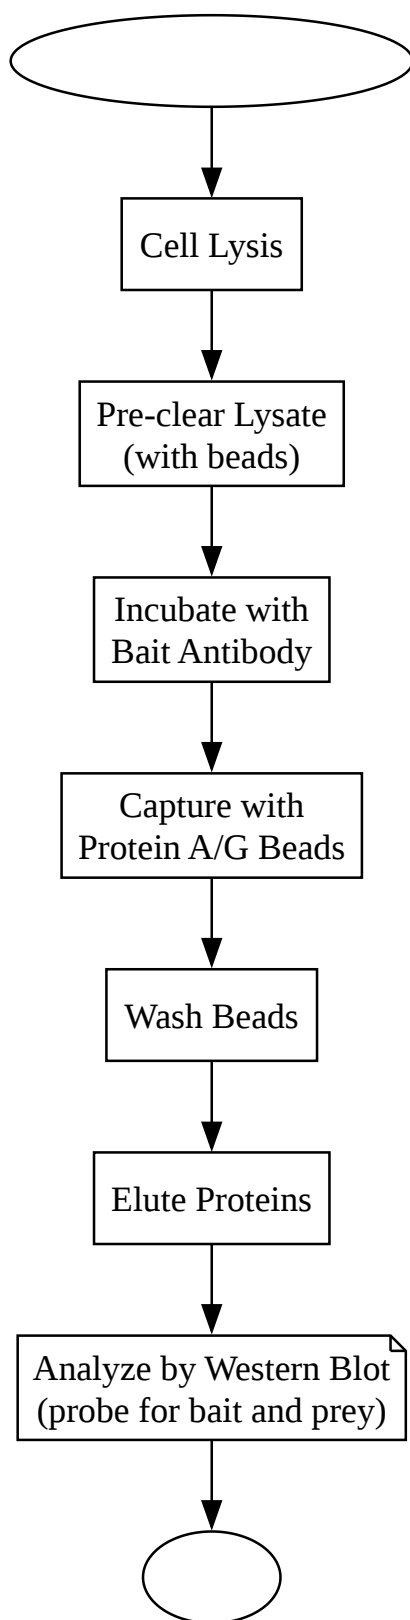 Cell Lysis
Pre-clear Lysate
(with beads)
Incubate with
Bait Antibody
Capture with
Protein A/G Beads
Wash Beads
Elute Proteins
Analyze by Western Blot
(probe for bait and prey)